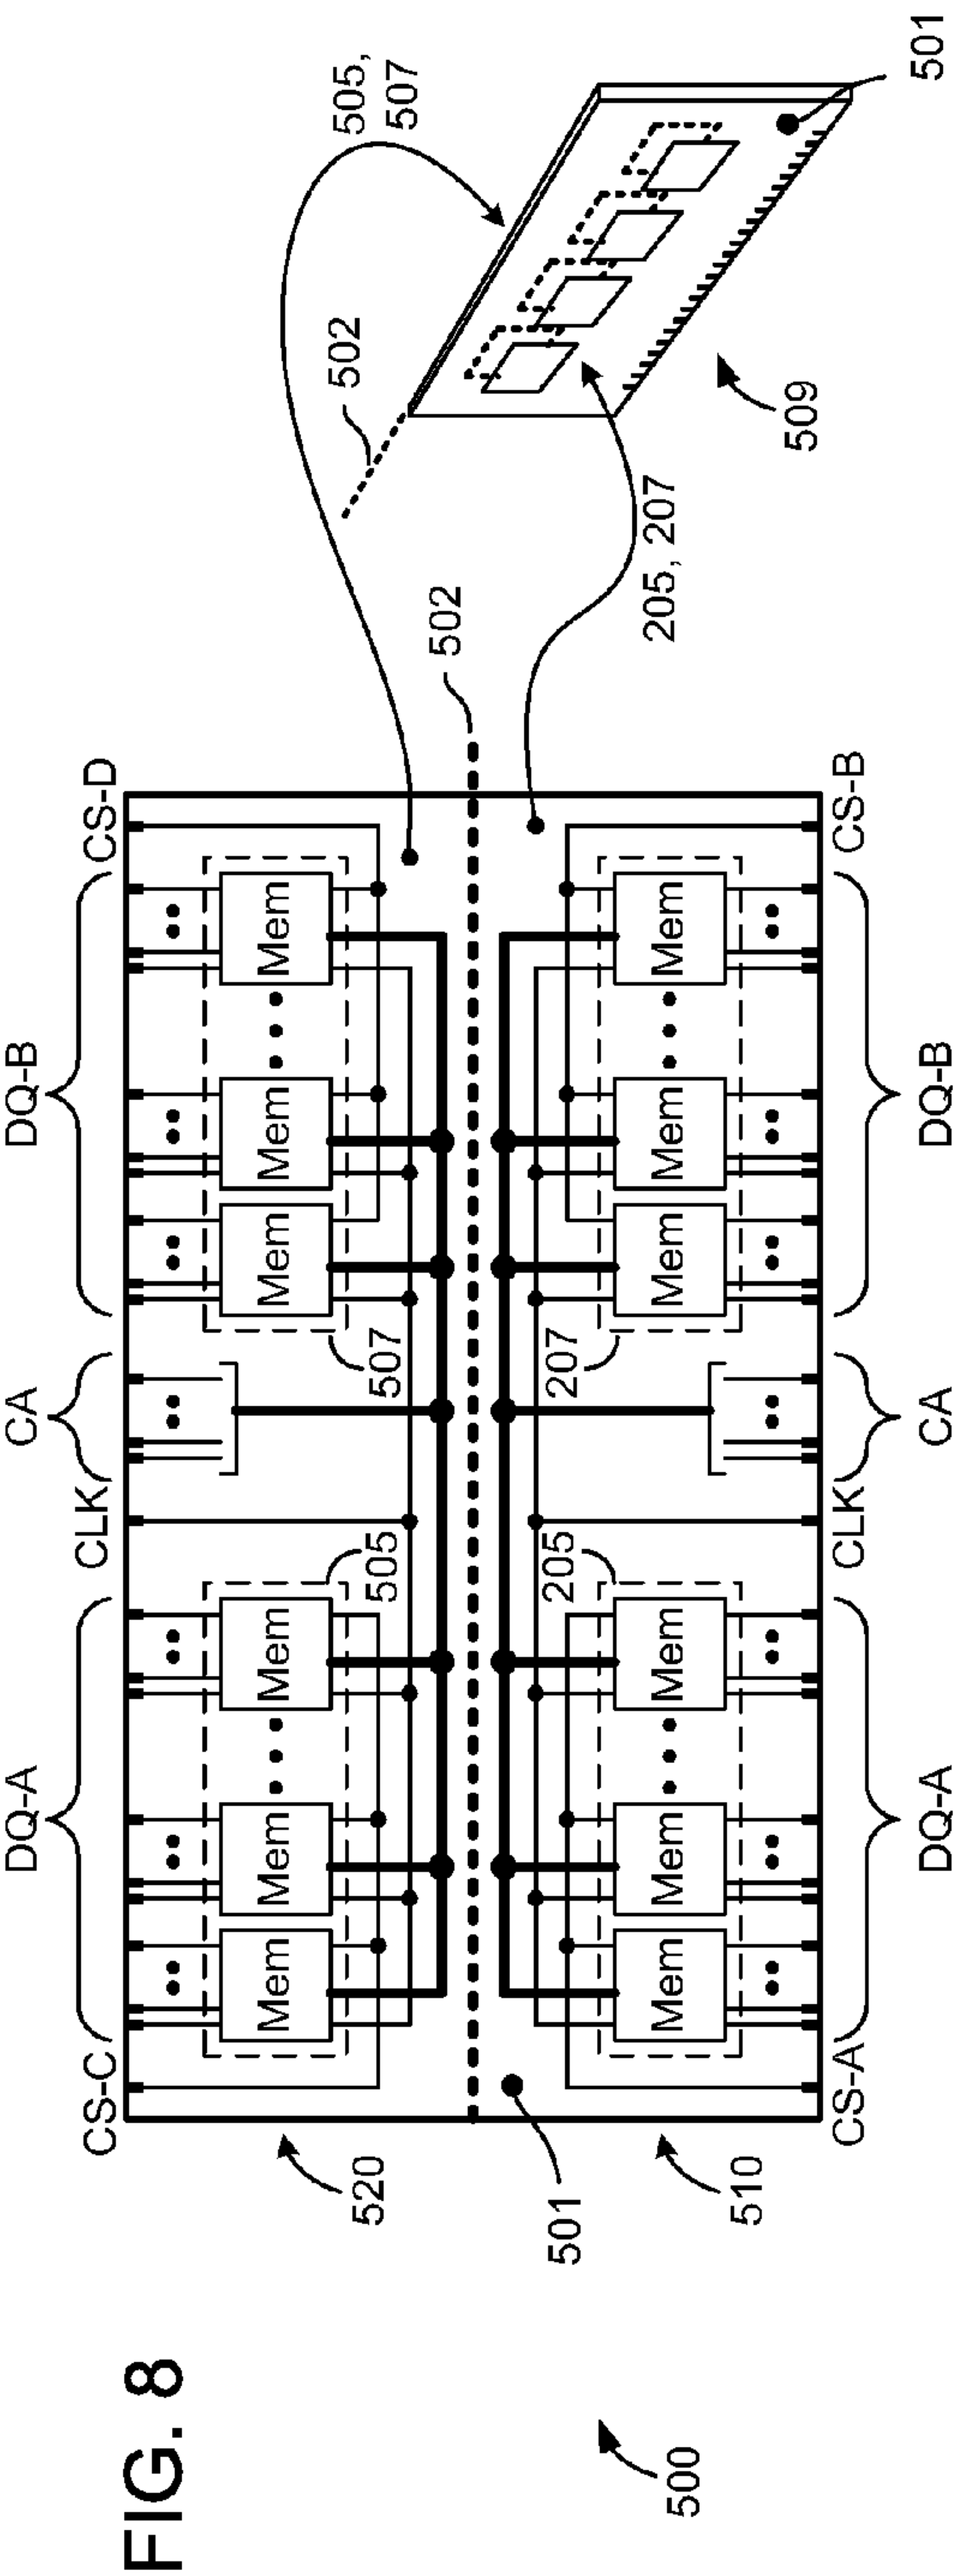 FIG. 8
500
CS-C DQ-A CLK CA DQ-B CS-D
520
Mem Mem Mem Mem Mem Mem
505 507
502
501
510
205 207
Mem Mem Mem Mem Mem Mem
CS-A DQ-A CLK CA DQ-B CS-B
505,
507
502
205, 207
509
501